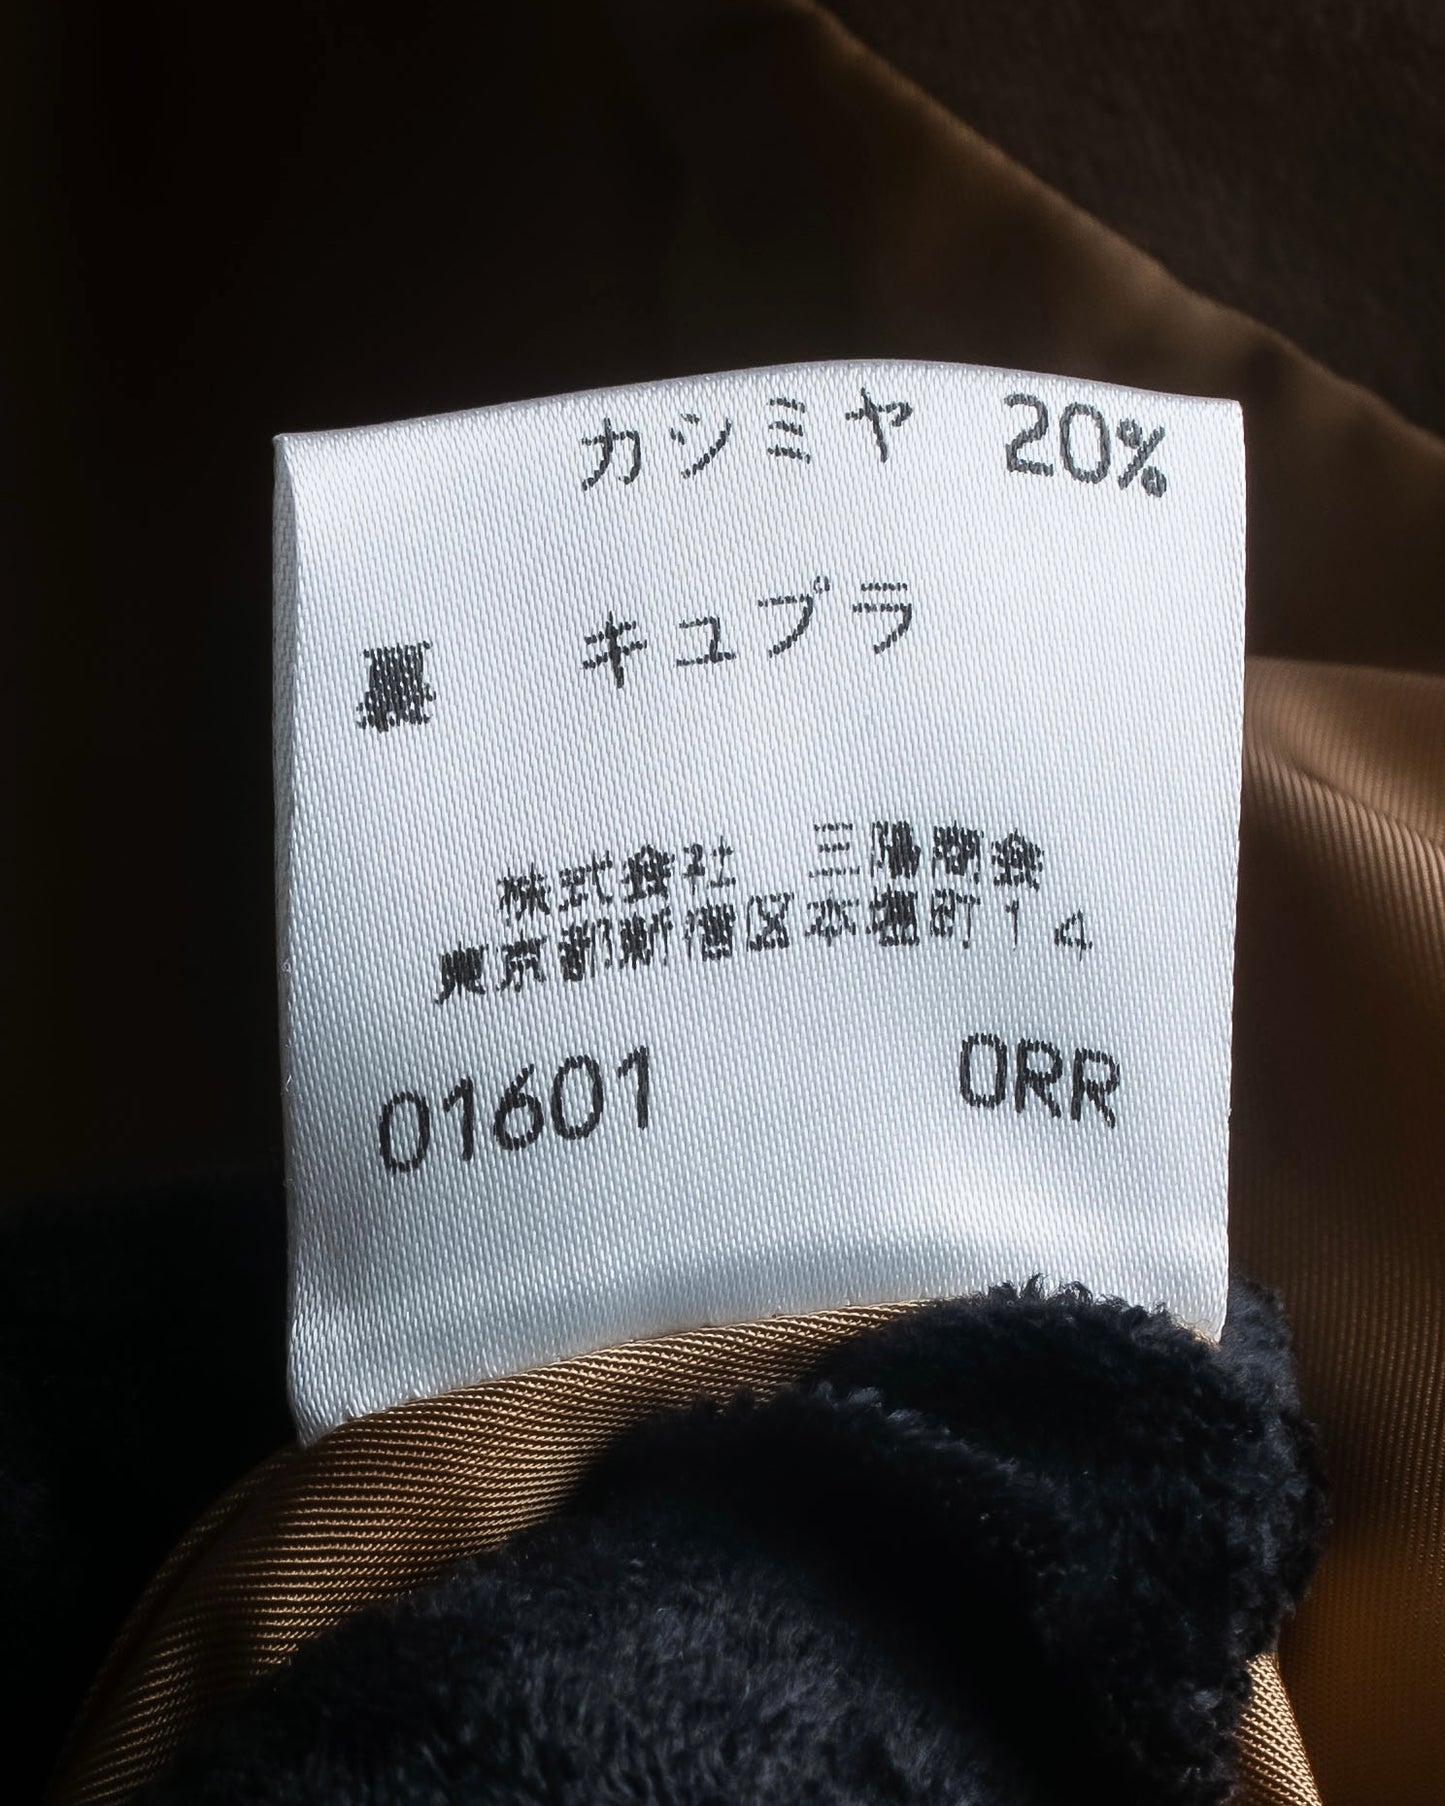 カシミヤ 20%
裏 キュプラ
株式会社 三陽商会
東京都新宿区本塩町14
01601 ORR